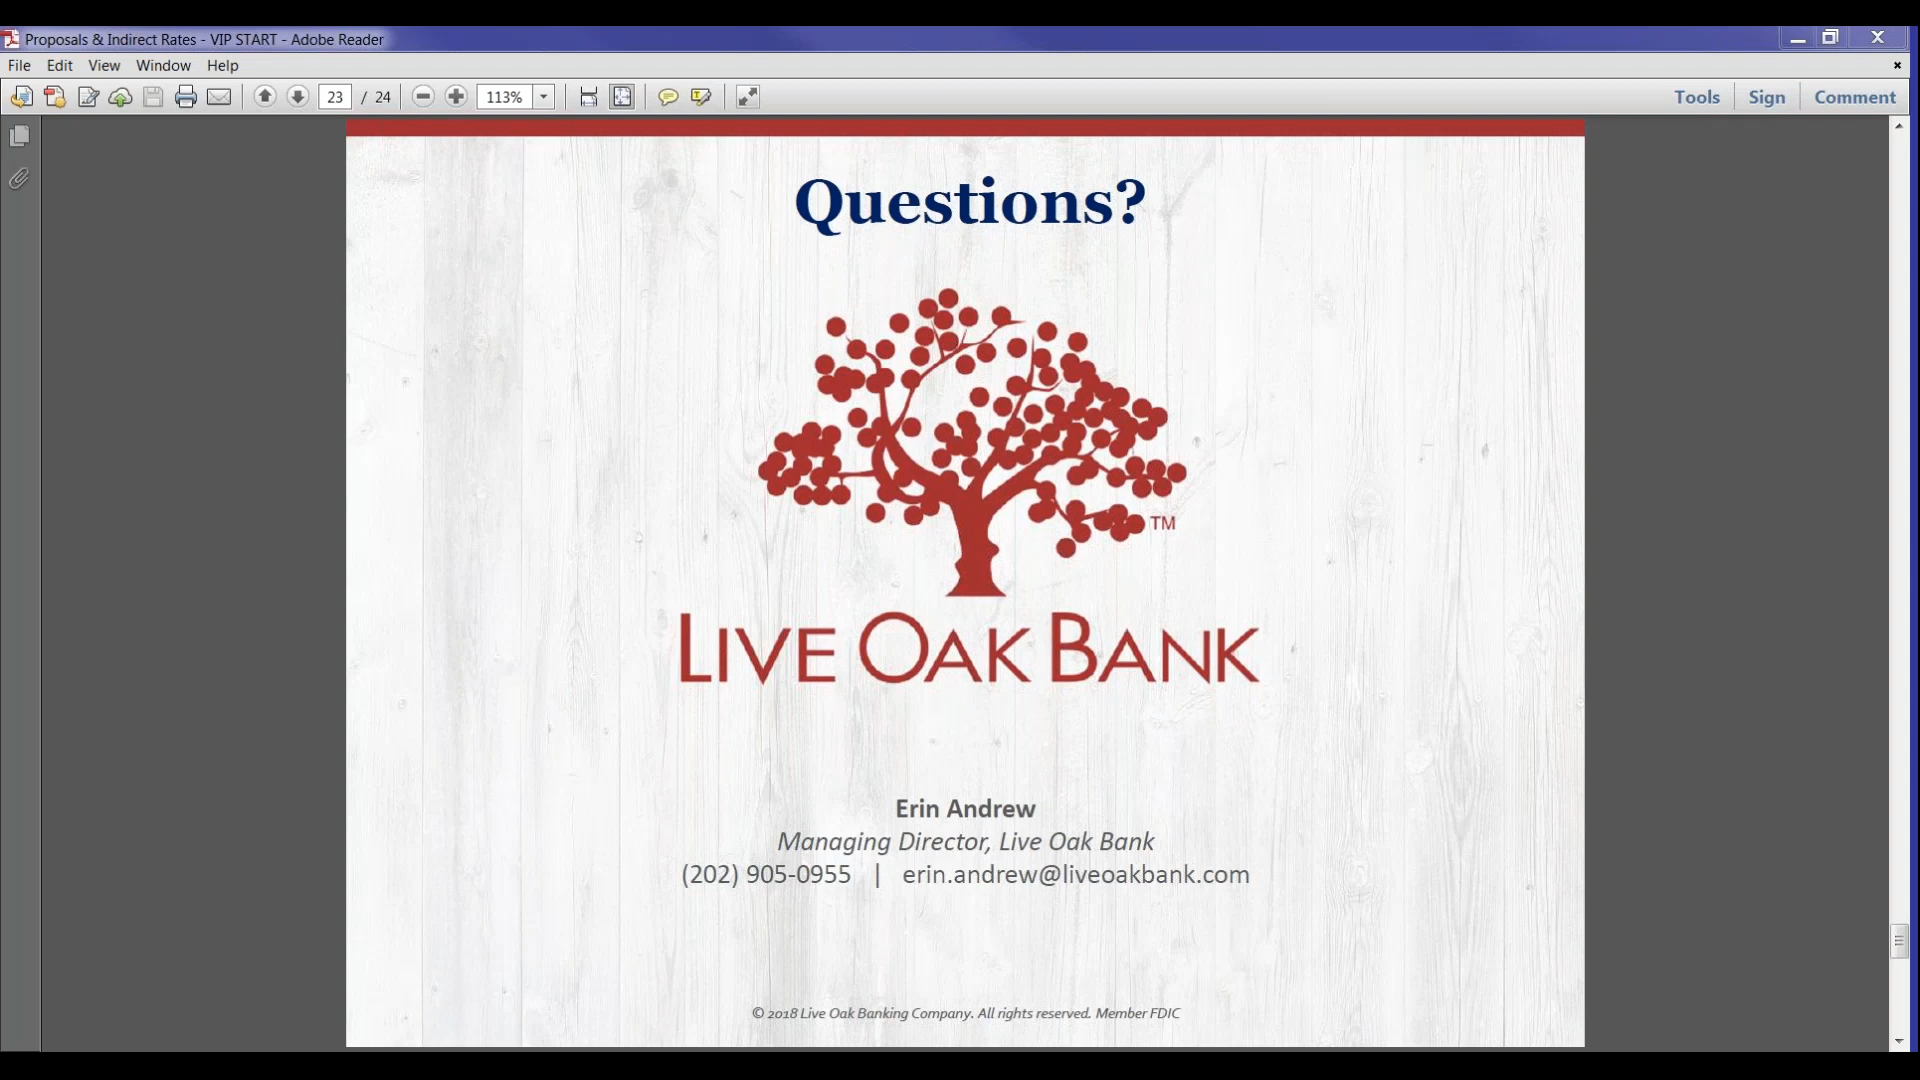 Proposals & Indirect Rates - VIP START - Adobe Reader
File Edit View Window Help
23 / 24 113% Tools Sign Comment
Questions?
TM
LIVE OAK BANK
Erin Andrew
Managing Director, Live Oak Bank
(202) 905-0955 | erin.andrew@liveoakbank.com
© 2018 Live Oak Banking Company. All rights reserved. Member FDIC